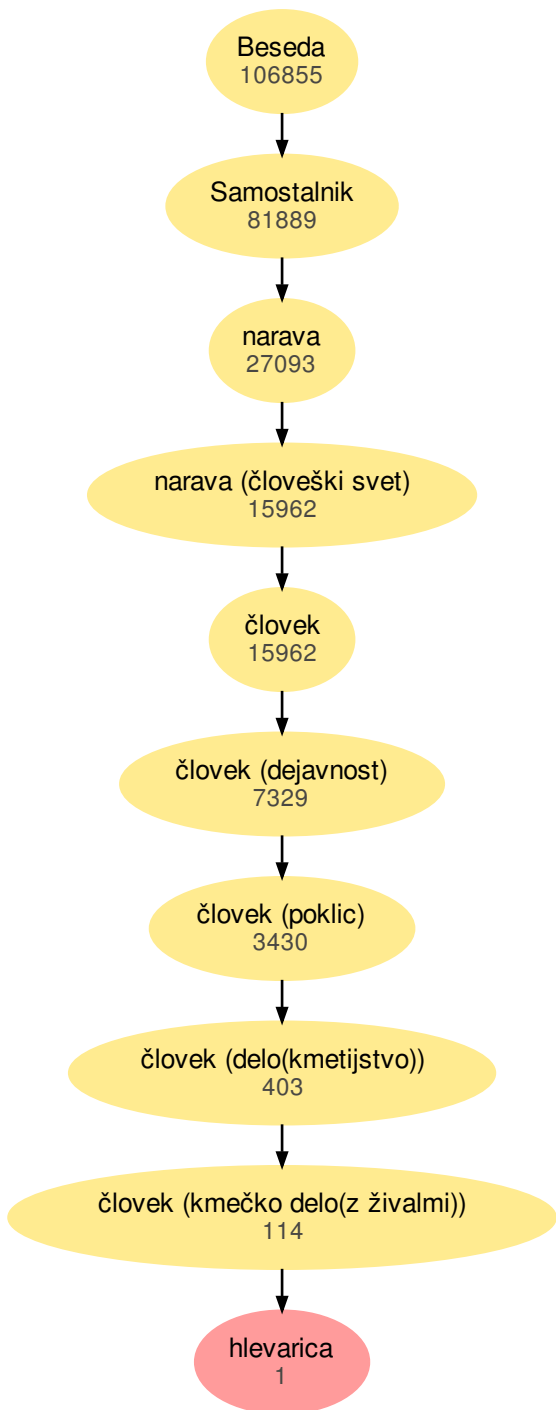 Beseda
106855
Samostalnik
81889
narava
27093
narava (človeški svet)
15962
človek
15962
človek (dejavnost)
7329
človek (poklic)
3430
človek (delo(kmetijstvo))
403
človek (kmečko delo(z živalmi))
114
hlevarica
1